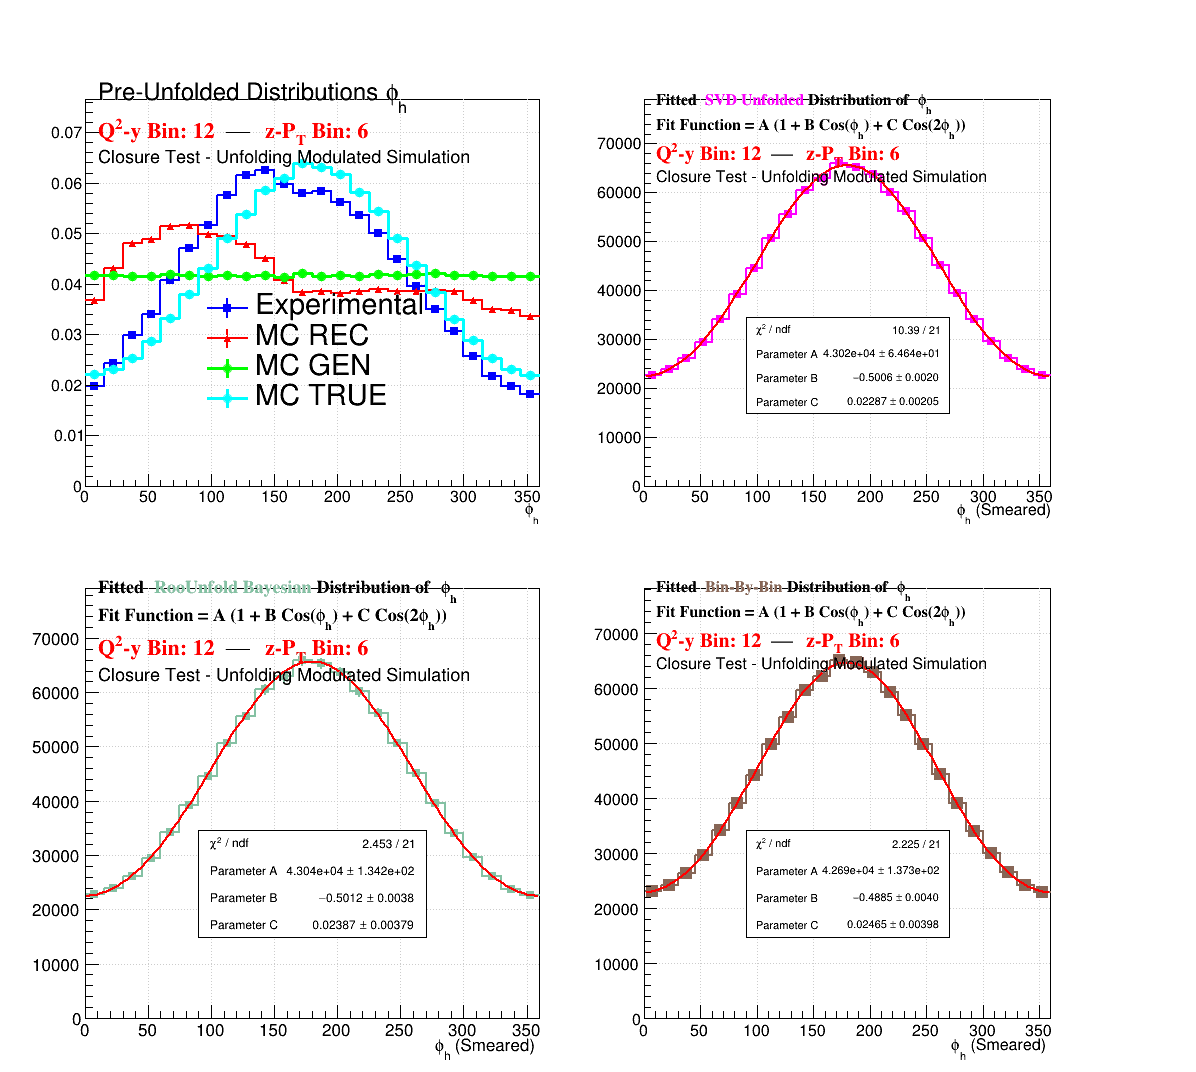 Pre-Unfolded Distributions ϕh
Q²-y Bin: 12 — z-PT Bin: 6
Closure Test - Unfolding Modulated Simulation
0.07
0.06
0.05
0.04
0.03
0.02
0.01
0
Experimental
MC REC
MC GEN
MC TRUE
0 50 100 150 200 250 300 350
ϕh
Fitted SVD Unfolded Distribution of ϕh
Fit Function = A (1 + B Cos(ϕh) + C Cos(2ϕh))
Q²-y Bin: 12 — z-PT Bin: 6
Closure Test - Unfolding Modulated Simulation
70000
60000
50000
40000
30000
20000
10000
0
χ² / ndf 10.39 / 21
Parameter A 4.302e+04 ± 6.464e+01
Parameter B −0.5006 ± 0.0020
Parameter C 0.02287 ± 0.00205
0 50 100 150 200 250 300 350
ϕh (Smeared)
Fitted RooUnfold Bayesian Distribution of ϕh
Fit Function = A (1 + B Cos(ϕh) + C Cos(2ϕh))
Q²-y Bin: 12 — z-PT Bin: 6
Closure Test - Unfolding Modulated Simulation
70000
60000
50000
40000
30000
20000
10000
0
χ² / ndf 2.453 / 21
Parameter A 4.304e+04 ± 1.342e+02
Parameter B −0.5012 ± 0.0038
Parameter C 0.02387 ± 0.00379
0 50 100 150 200 250 300 350
ϕh (Smeared)
Fitted Bin-By-Bin Distribution of ϕh
Fit Function = A (1 + B Cos(ϕh) + C Cos(2ϕh))
Q²-y Bin: 12 — z-PT Bin: 6
Closure Test - Unfolding Modulated Simulation
70000
60000
50000
40000
30000
20000
10000
0
χ² / ndf 2.225 / 21
Parameter A 4.269e+04 ± 1.373e+02
Parameter B −0.4885 ± 0.0040
Parameter C 0.02465 ± 0.00398
0 50 100 150 200 250 300 350
ϕh (Smeared)